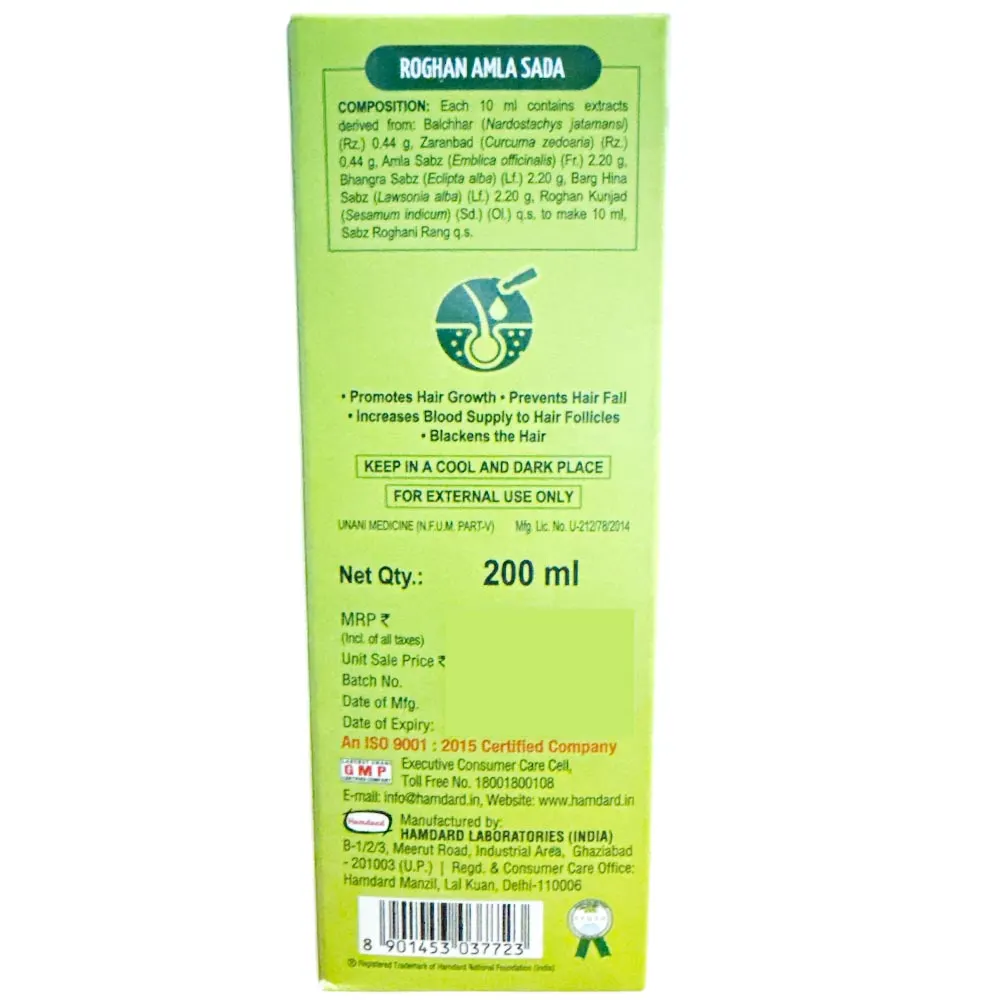 ROGHAN AMLA SADA
COMPOSITION: Each 10 ml contains extracts
derived from: Balchhar (Nardostachys jatamansi)
(Rz.) 0.44 g, Zaranbad (Curcuma zedoaria) (Rz.)
0.44 g, Amla Sabz (Emblica officinalis) (Fr.) 2.20 g,
Bhangra Sabz (Eclipta alba) (Lf.) 2.20 g, Barg Hina
Sabz (Lawsonia alba) (Lf.) 2.20 g, Roghan Kunjad
(Sesamum indicum) (Sd.) (Ol.) q.s. to make 10 ml,
Sabz Roghani Rang q.s.
• Promotes Hair Growth • Prevents Hair Fall
• Increases Blood Supply to Hair Follicles
• Blackens the Hair
KEEP IN A COOL AND DARK PLACE
FOR EXTERNAL USE ONLY
UNANI MEDICINE (N.F.U.M. PART-V) Mfg. Lic. No. U-212/78/2014
Net Qty.: 200 ml
MRP ₹
(Incl. of all taxes)
Unit Sale Price ₹
Batch No.
Date of Mfg.
Date of Expiry:
An ISO 9001 : 2015 Certified Company
GMP
CERTIFIED COMPANY
Executive Consumer Care Cell,
Toll Free No. 18001800108
E-mail: info@hamdard.in, Website: www.hamdard.in
Hamdard
Manufactured by:
HAMDARD LABORATORIES (INDIA)
B-1/2/3, Meerut Road, Industrial Area, Ghaziabad
- 201003 (U.P.) | Regd. & Consumer Care Office:
Hamdard Manzil, Lal Kuan, Delhi-110006
8 901453 037723
® Registered Trademark of Hamdard National Foundation (India)